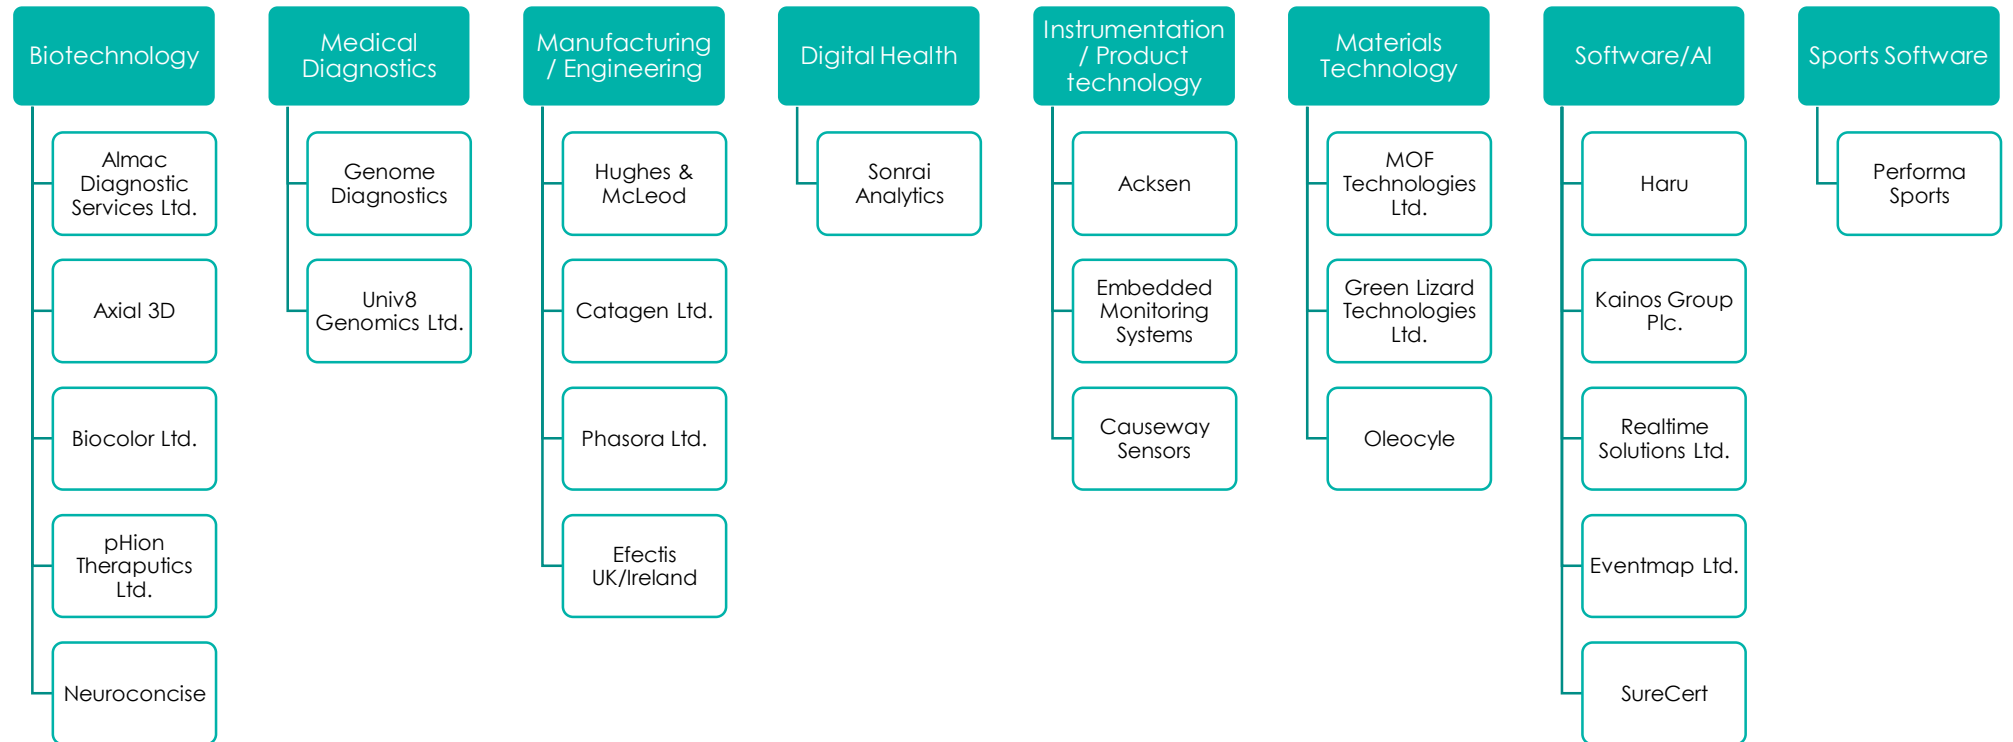 Biotechnology
Almac
Diagnostic
Services Ltd.
Axial 3D
Biocolor Ltd.
pHion
Theraputics
Ltd.
Neuroconcise
Medical
Diagnostics
Genome
Diagnostics
Univ8
Genomics Ltd.
Manufacturing
/ Engineering
Hughes &
McLeod
Catagen Ltd.
Phasora Ltd.
Efectis
UK/Ireland
Digital Health
Sonrai
Analytics
Instrumentation
/ Product
technology
Acksen
Embedded
Monitoring
Systems
Causeway
Sensors
Materials
Technology
MOF
Technologies
Ltd.
Green Lizard
Technologies
Ltd.
Oleocyle
Software/AI
Haru
Kainos Group
Plc.
Realtime
Solutions Ltd.
Eventmap Ltd.
SureCert
Sports Software
Performa
Sports